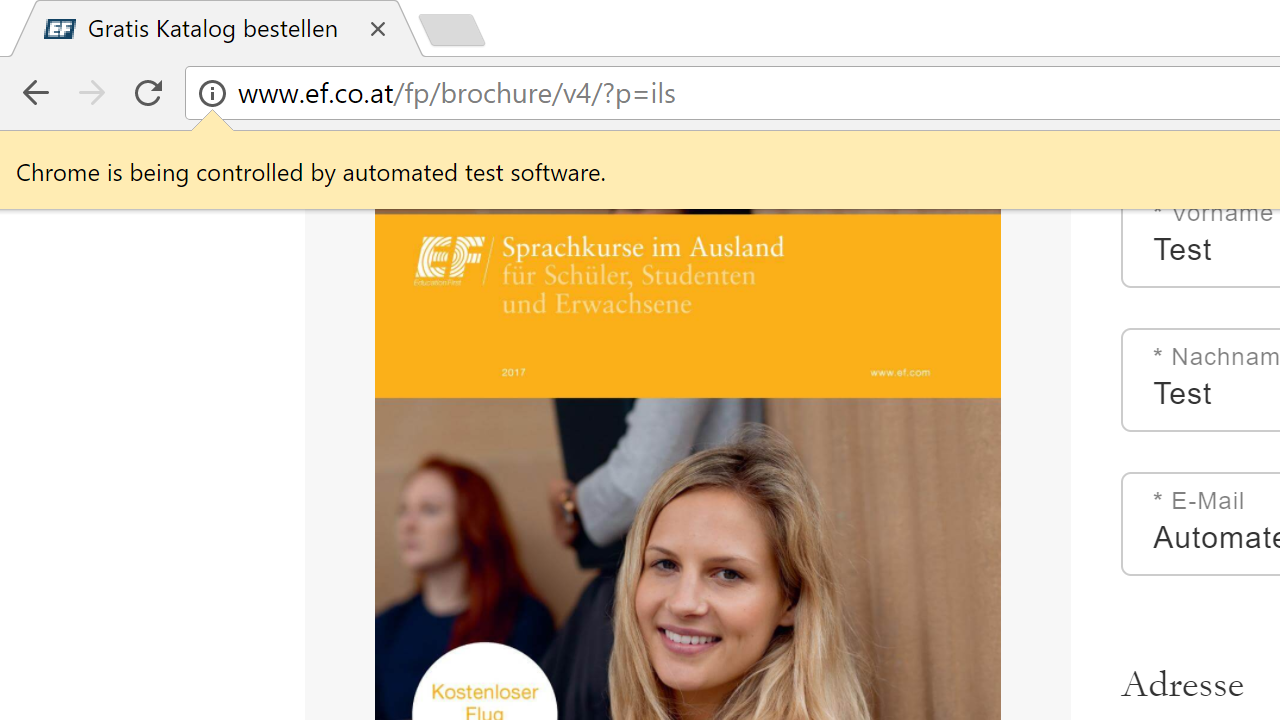 EF Gratis Katalog bestellen
www.ef.co.at/fp/brochure/v4/?p=ils
Chrome is being controlled by automated test software.
EF
Education First
Sprachkurse im Ausland
für Schüler, Studenten
und Erwachsene
2017
www.ef.com
Kostenloser
Flug
* Vorname
Test
* Nachnam
Test
* E-Mail
Automate
Adresse